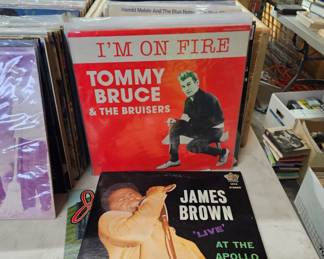 Harold Melvin And The Blue Notes
I'M ON FIRE
TOMMY
BRUCE
& THE BRUISERS
JAMES
BROWN
'LIVE'
AT THE
APOLLO